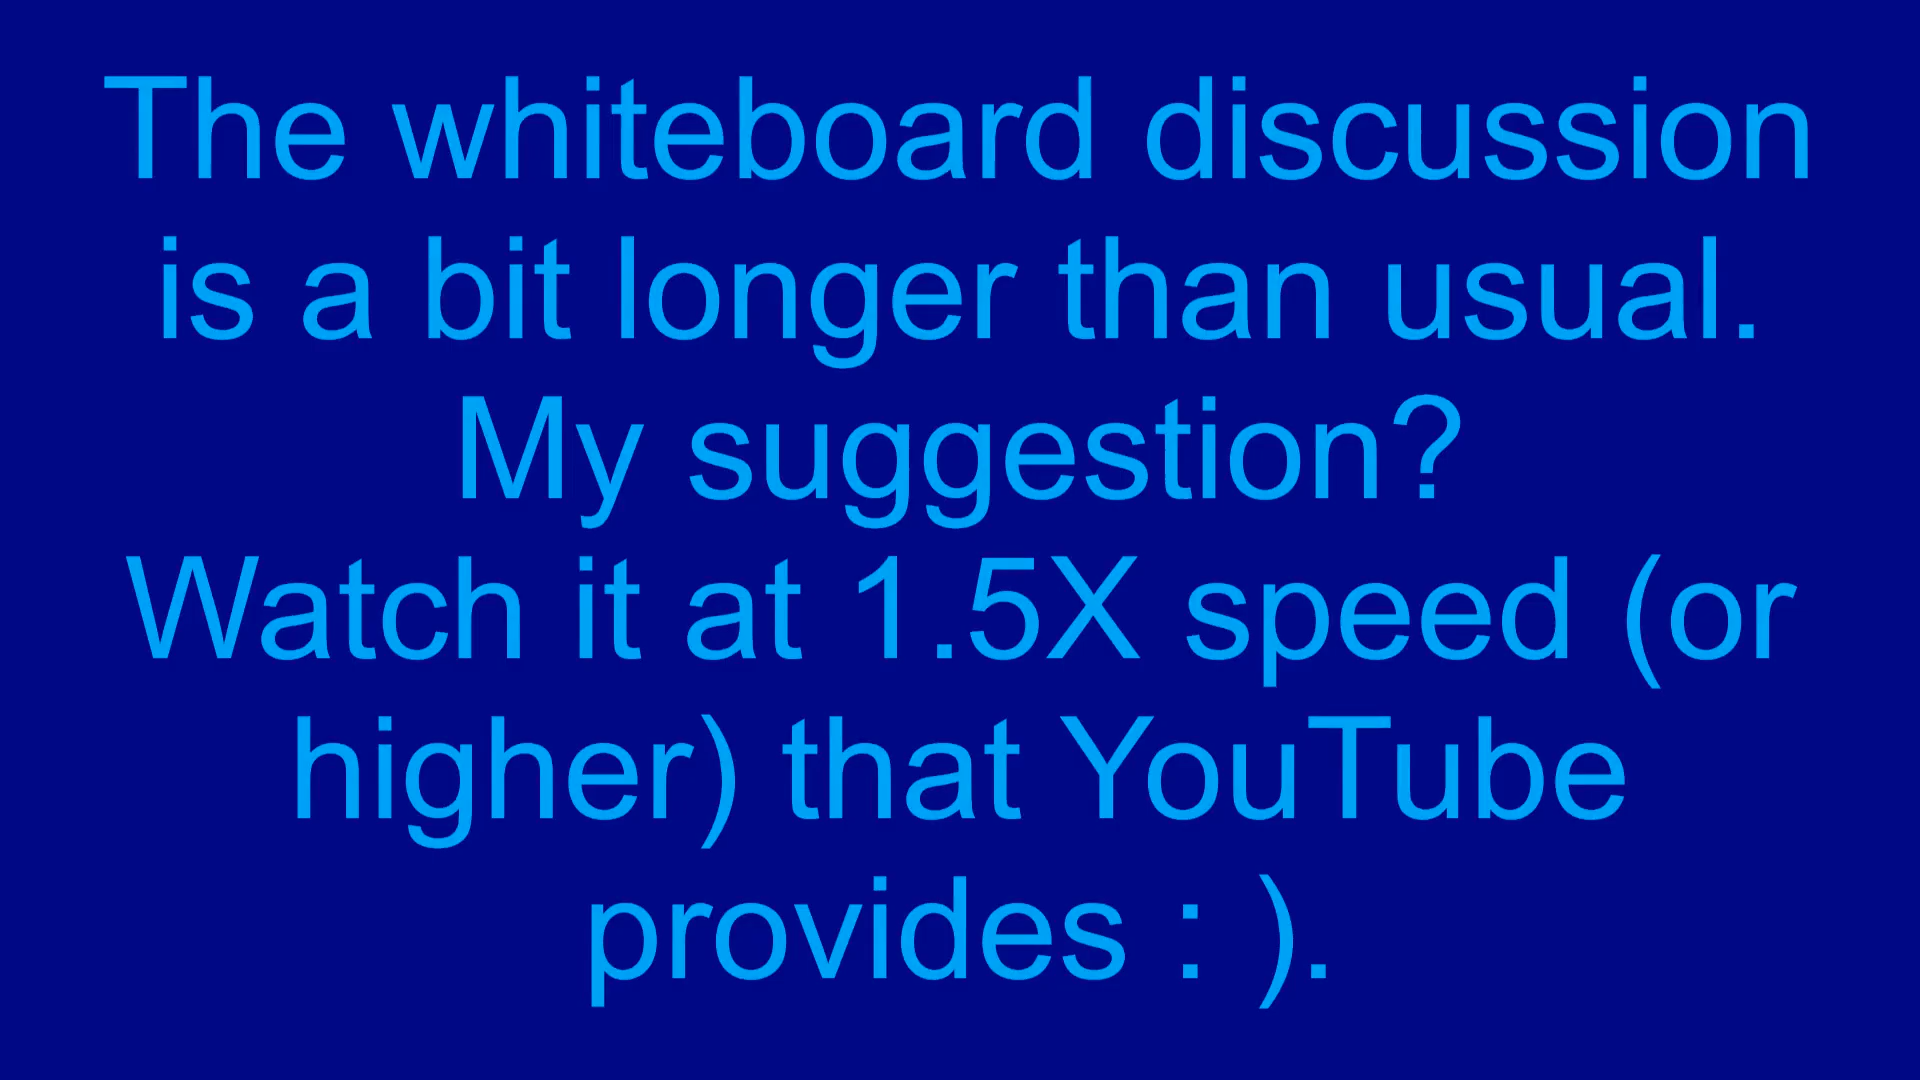 The whiteboard discussion
is a bit longer than usual.
My suggestion?
Watch it at 1.5X speed (or
higher) that YouTube
provides : ).